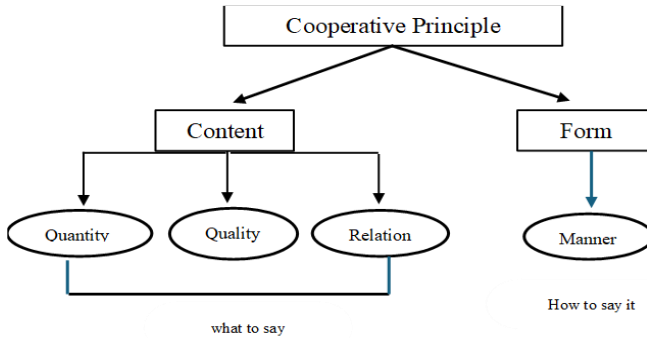 Cooperative Principle
Content
Form
Quantity
Quality
Relation
Manner
what to say
How to say it